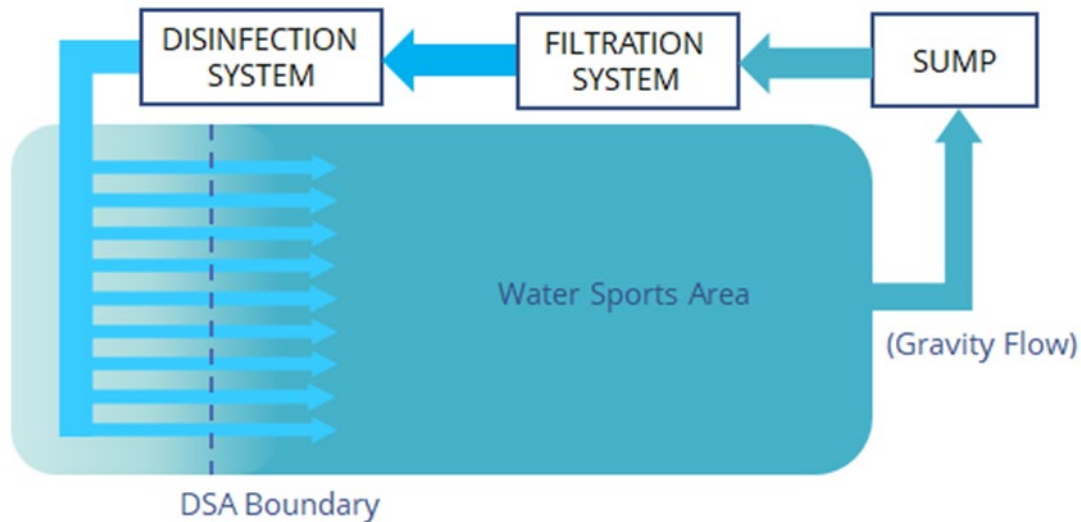 DISINFECTION
SYSTEM
FILTRATION
SYSTEM
SUMP
Water Sports Area
(Gravity Flow)
DSA Boundary